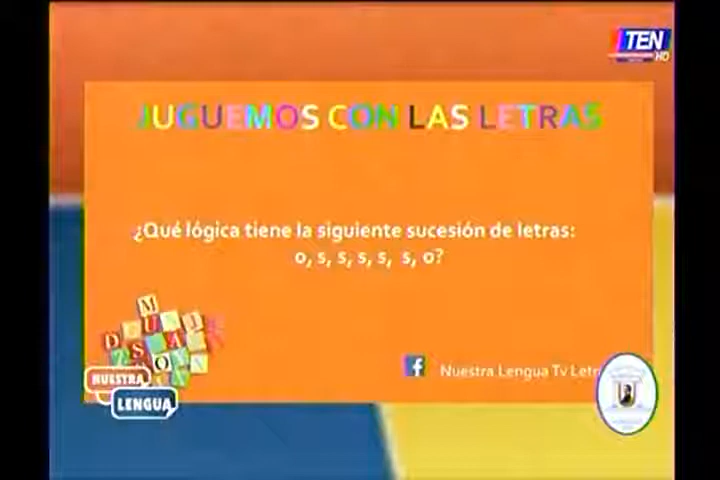 TEN
HD
JUGUEMOS CON LAS LETRAS
¿Qué lógica tiene la siguiente sucesión de letras:
o, s, s, s, s, s, o?
NUESTRA
LENGUA
Nuestra Lengua Tv Letr